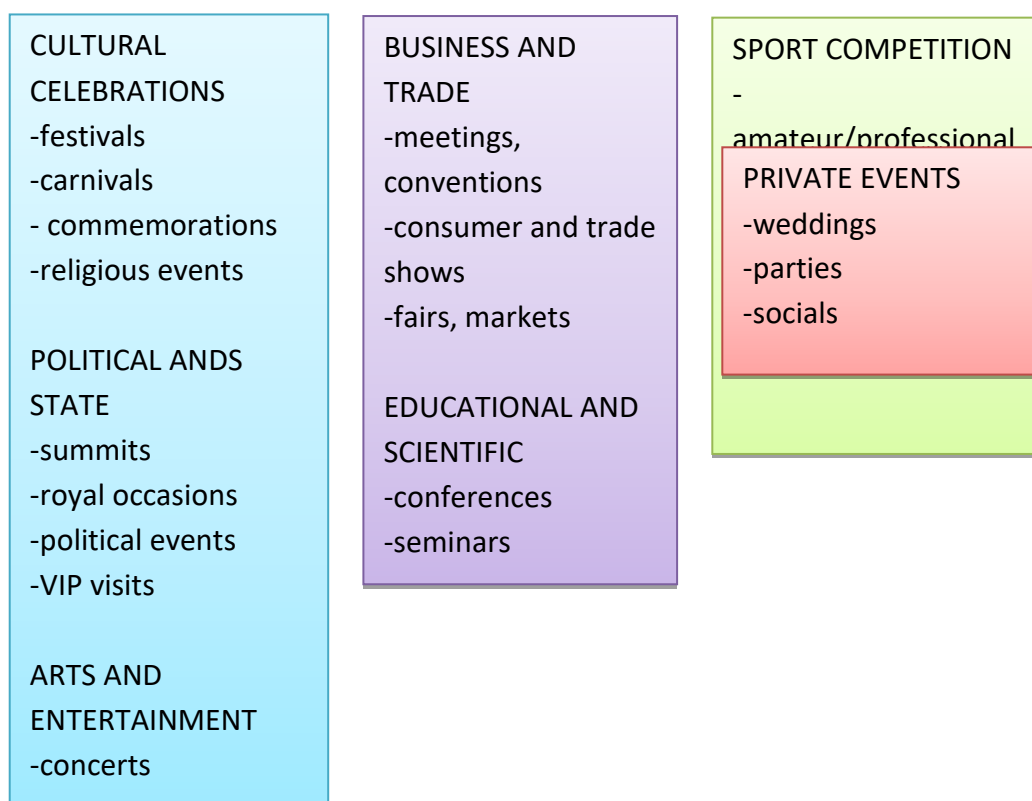 CULTURAL
CELEBRATIONS
-festivals
-carnivals
- commemorations
-religious events
POLITICAL ANDS
STATE
-summits
-royal occasions
-political events
-VIP visits
ARTS AND
ENTERTAINMENT
-concerts
BUSINESS AND
TRADE
-meetings,
conventions
-consumer and trade
shows
-fairs, markets
EDUCATIONAL AND
SCIENTIFIC
-conferences
-seminars
SPORT COMPETITION
-
amateur/professional
PRIVATE EVENTS
-weddings
-parties
-socials